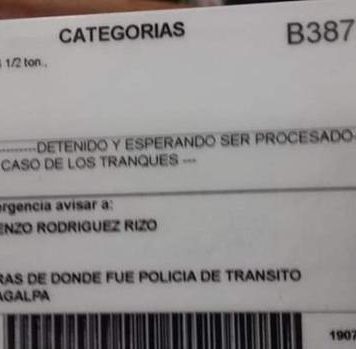 CATEGORIAS
B387
1/2 ton.,
--------DETENIDO Y ESPERANDO SER PROCESADO-
CASO DE LOS TRANQUES ---
rgencia avisar a:
ENZO RODRIGUEZ RIZO
RAS DE DONDE FUE POLICIA DE TRANSITO
AGALPA
1907